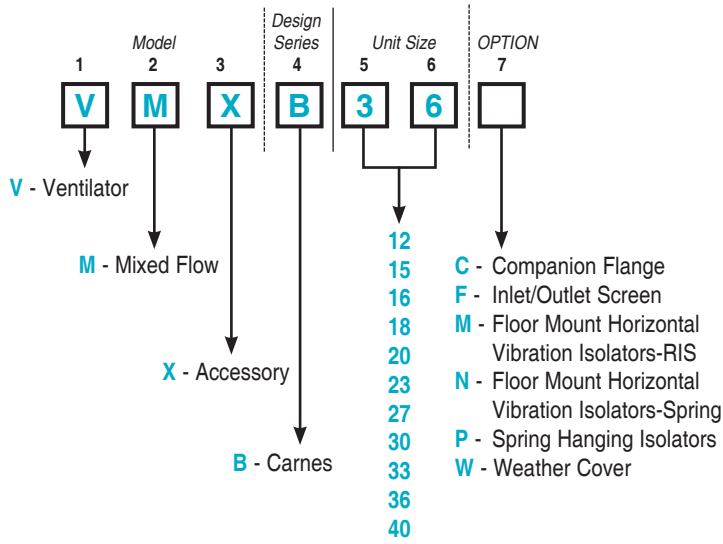 Design
Model Series Unit Size OPTION
1 2 3 4 5 6 7
V M X B 3 6
V - Ventilator
M - Mixed Flow
X - Accessory
B - Carnes
12
15
16
18
20
23
27
30
33
36
40
C - Companion Flange
F - Inlet/Outlet Screen
M - Floor Mount Horizontal
Vibration Isolators-RIS
N - Floor Mount Horizontal
Vibration Isolators-Spring
P - Spring Hanging Isolators
W - Weather Cover